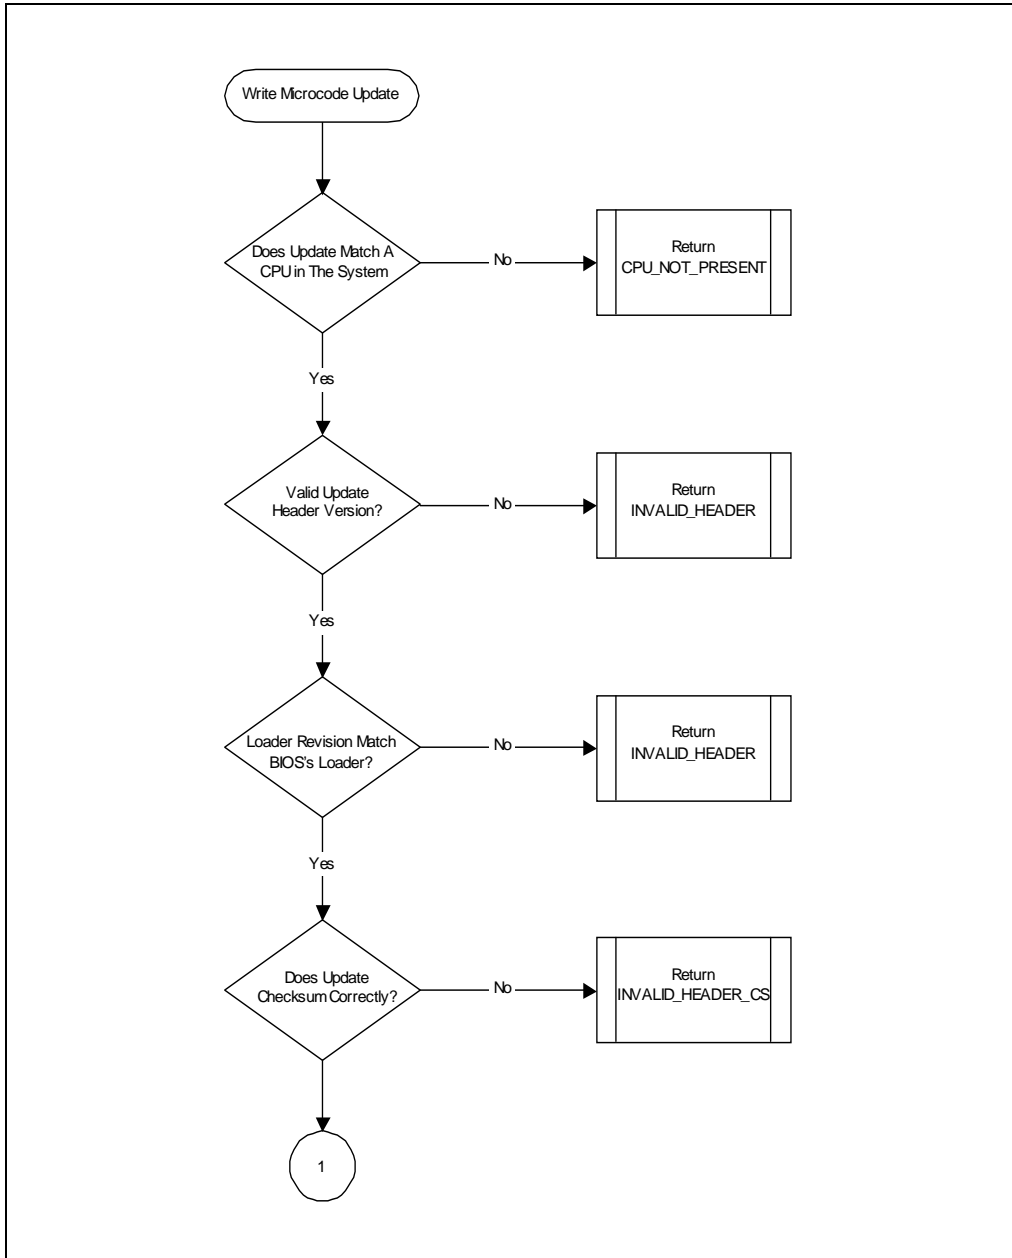 Write Microcode Update
Does Update Match A
CPU in The System
No
Return
CPU_NOT_PRESENT
Yes
Valid Update
Header Version?
No
Return
INVALID_HEADER
Yes
Loader Revision Match
BIOS's Loader?
No
Return
INVALID_HEADER
Yes
Does Update
Checksum Correctly?
No
Return
INVALID_HEADER_CS
1